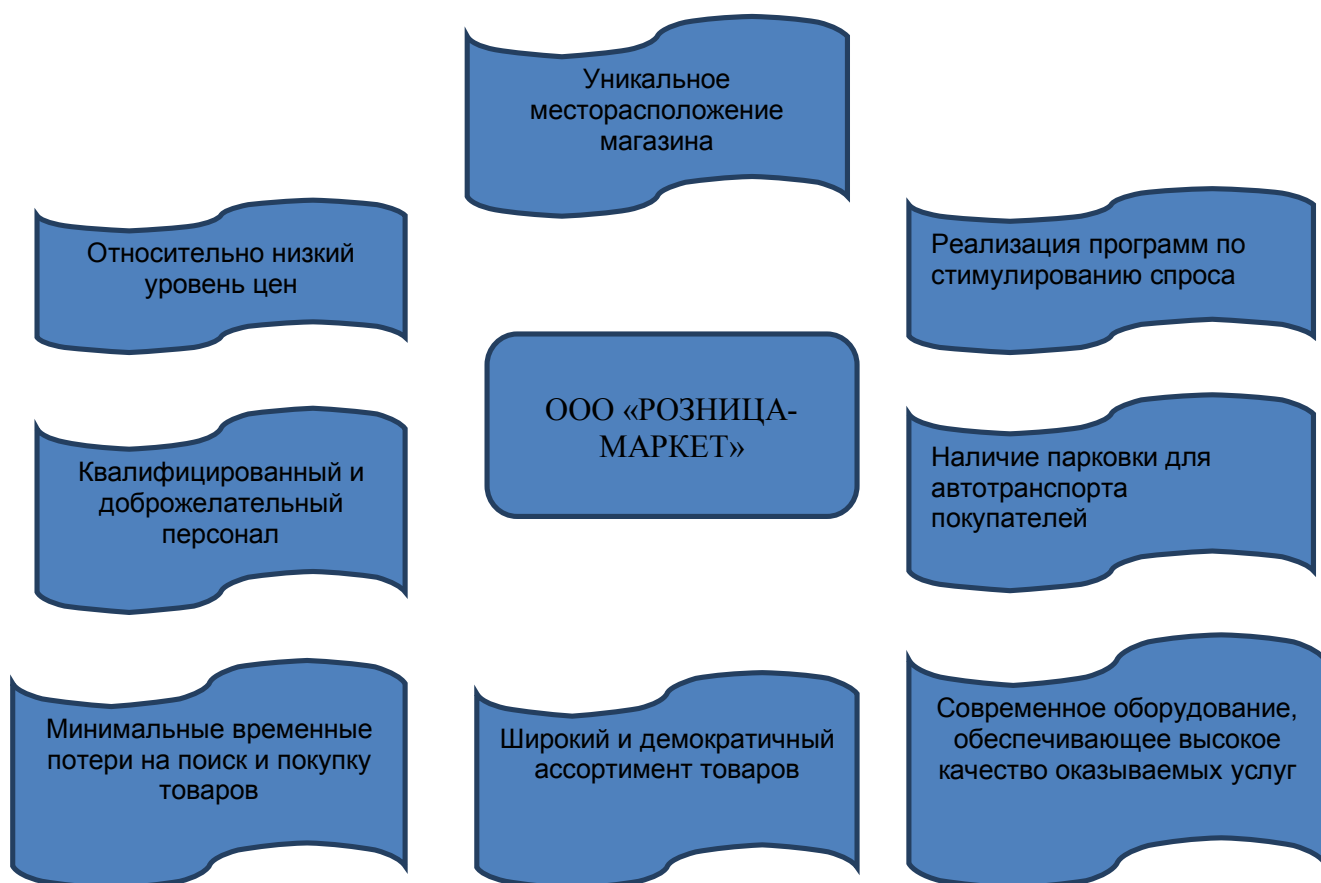 Уникальное
месторасположение
магазина
Относительно низкий
уровень цен
Реализация программ по
стимулированию спроса
ООО «РОЗНИЦА-
МАРКЕТ»
Квалифицированный и
доброжелательный
персонал
Наличие парковки для
автотранспорта
покупателей
Минимальные временные
потери на поиск и покупку
товаров
Широкий и демократичный
ассортимент товаров
Современное оборудование,
обеспечивающее высокое
качество оказываемых услуг